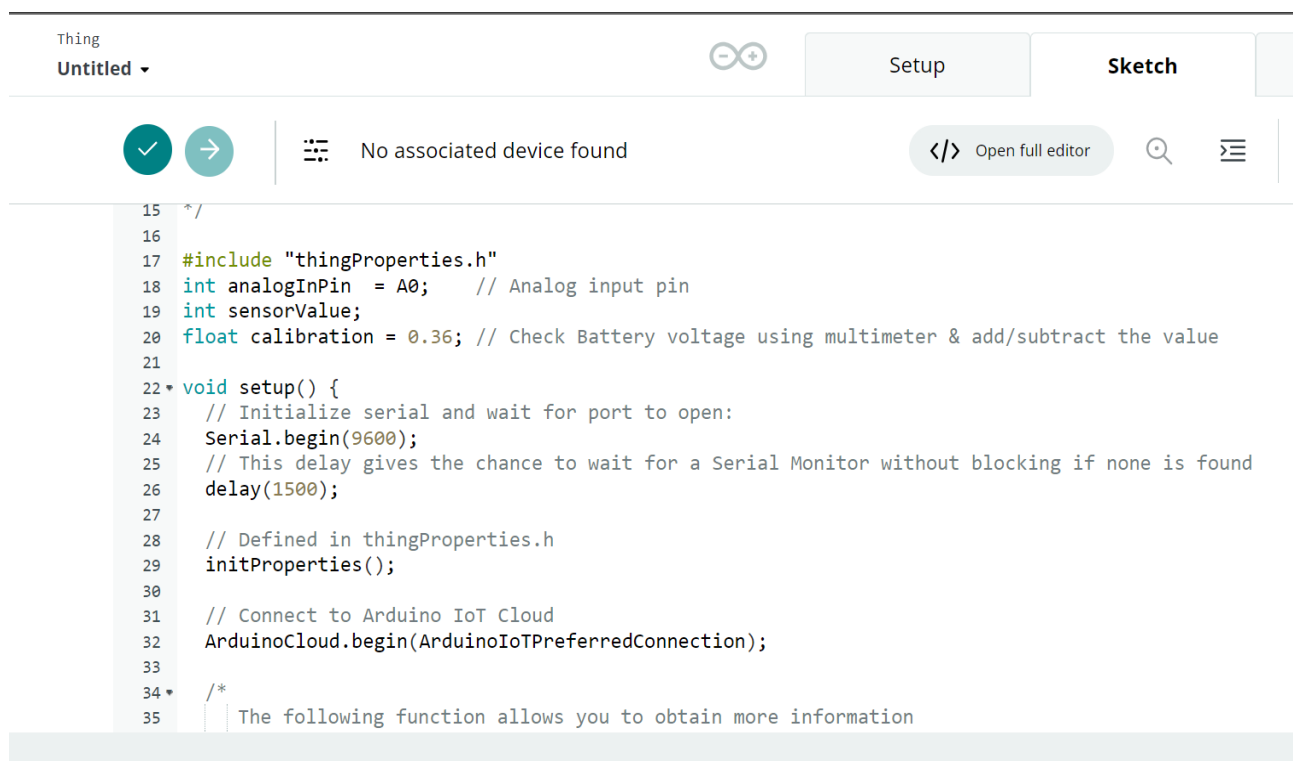 Thing
Untitled
Setup
Sketch
No associated device found
</> Open full editor
15 */
16
17 #include "thingProperties.h"
18 int analogInPin  = A0;    // Analog input pin
19 int sensorValue;
20 float calibration = 0.36; // Check Battery voltage using multimeter & add/subtract the value
21
22 void setup() {
23   // Initialize serial and wait for port to open:
24   Serial.begin(9600);
25   // This delay gives the chance to wait for a Serial Monitor without blocking if none is found
26   delay(1500);
27
28   // Defined in thingProperties.h
29   initProperties();
30
31   // Connect to Arduino IoT Cloud
32   ArduinoCloud.begin(ArduinoIoTPreferredConnection);
33
34   /*
35      The following function allows you to obtain more information